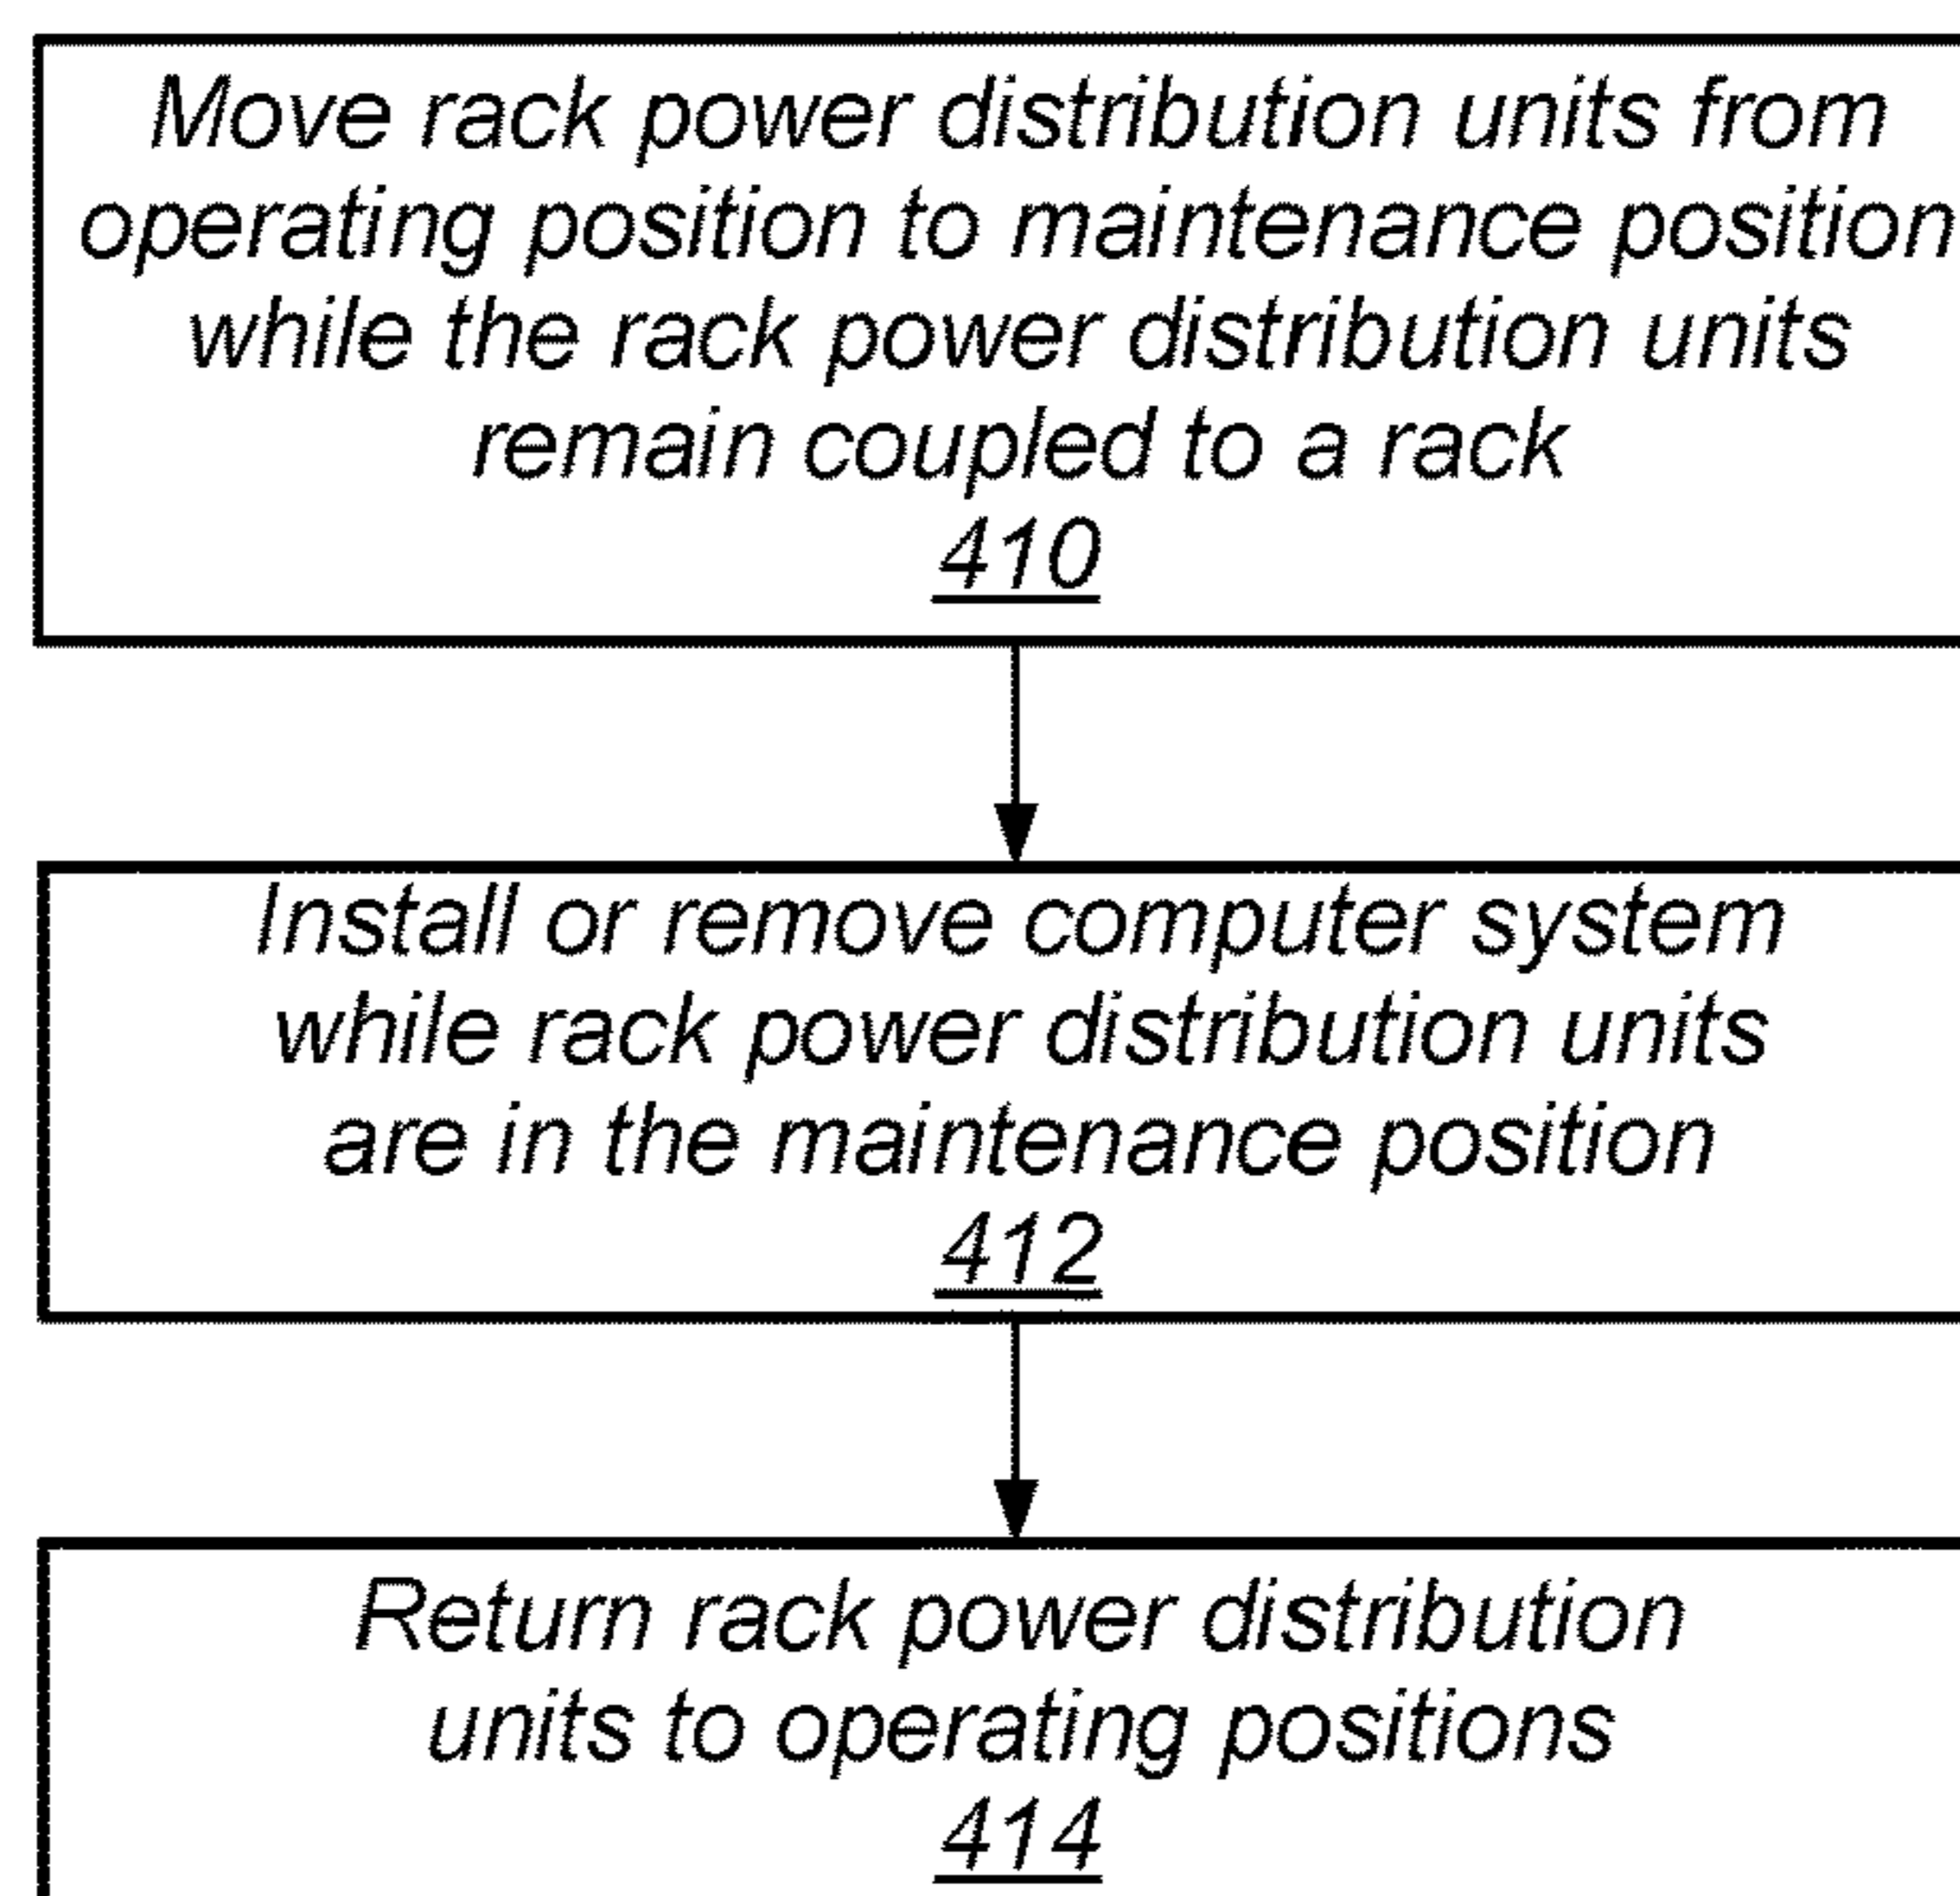 Move rack power distribution units from
operating position to maintenance position
while the rack power distribution units
remain coupled to a rack
410
Install or remove computer system
while rack power distribution units
are in the maintenance position
412
Return rack power distribution
units to operating positions
414